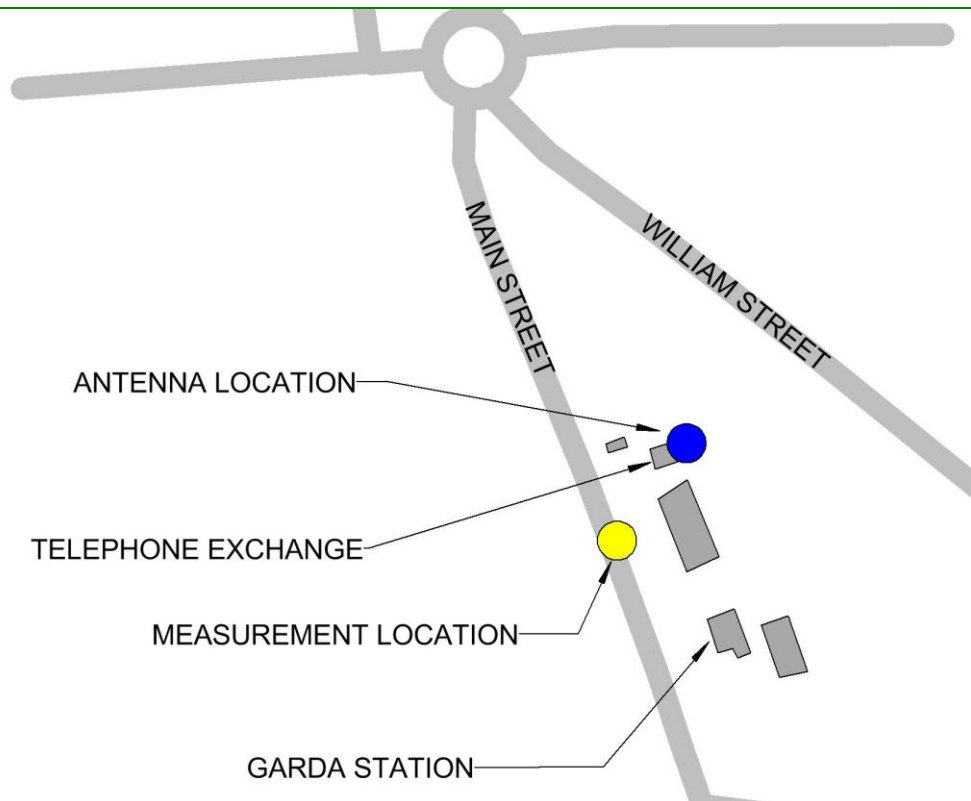 MAIN STREET
WILLIAM STREET
ANTENNA LOCATION
TELEPHONE EXCHANGE
MEASUREMENT LOCATION
GARDA STATION